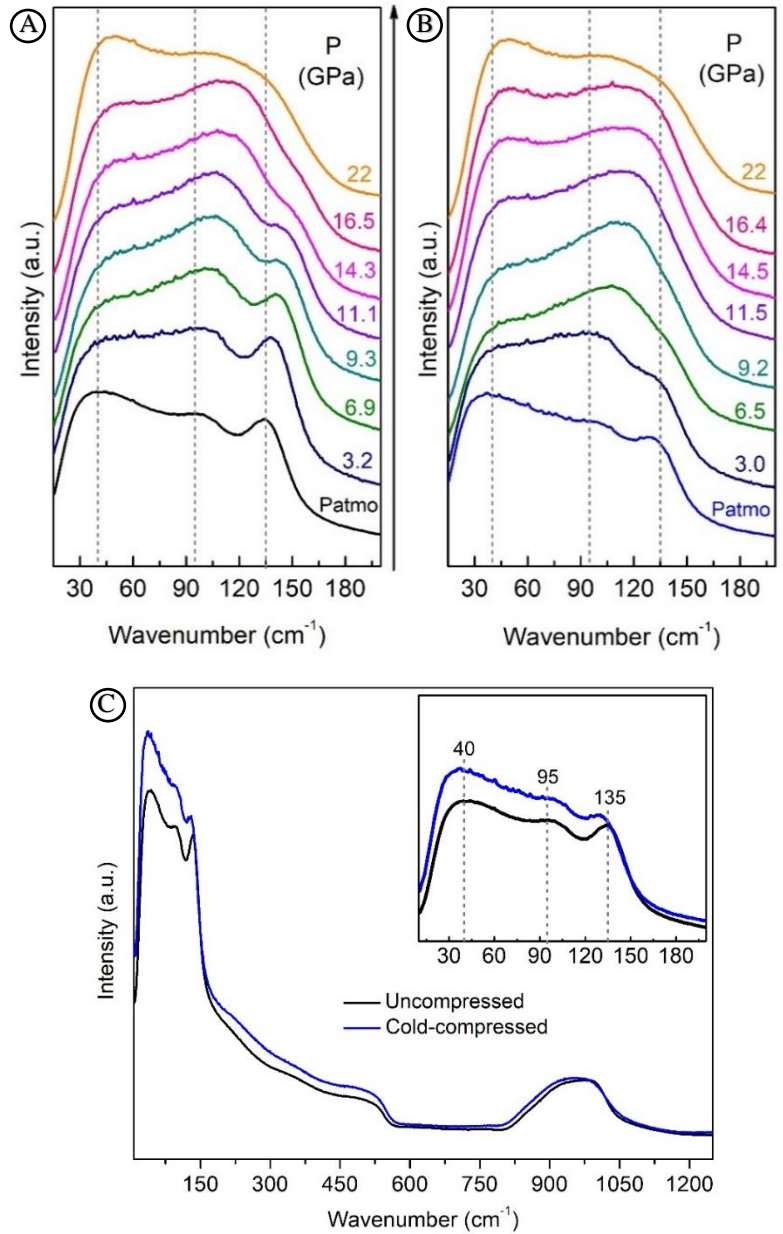 A
P
(GPa)
22
16.5
14.3
11.1
9.3
6.9
3.2
Patmo
30 60 90 120 150 180
Wavenumber (cm-1)
Intensity (a.u.)
B
P
(GPa)
22
16.4
14.5
11.5
9.2
6.5
3.0
Patmo
30 60 90 120 150 180
Wavenumber (cm-1)
Intensity (a.u.)
C
40
95
135
30 60 90 120 150 180
Uncompressed
Cold-compressed
150 300 450 600 750 900 1050 1200
Wavenumber (cm-1)
Intensity (a.u.)